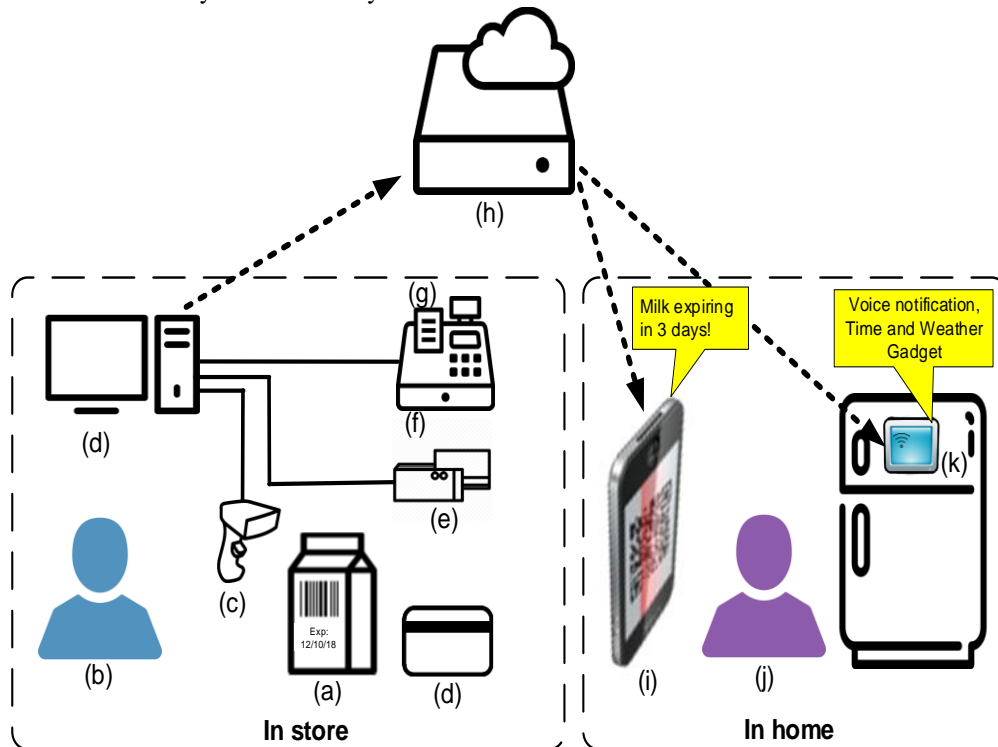 (h)
(g)
(f)
(d)
(e)
(c)
Exp:
12/10/18
(b)
(a)
(d)
In store
Milk expiring
in 3 days!
Voice notification,
Time and Weather
Gadget
(k)
(i)
(j)
In home